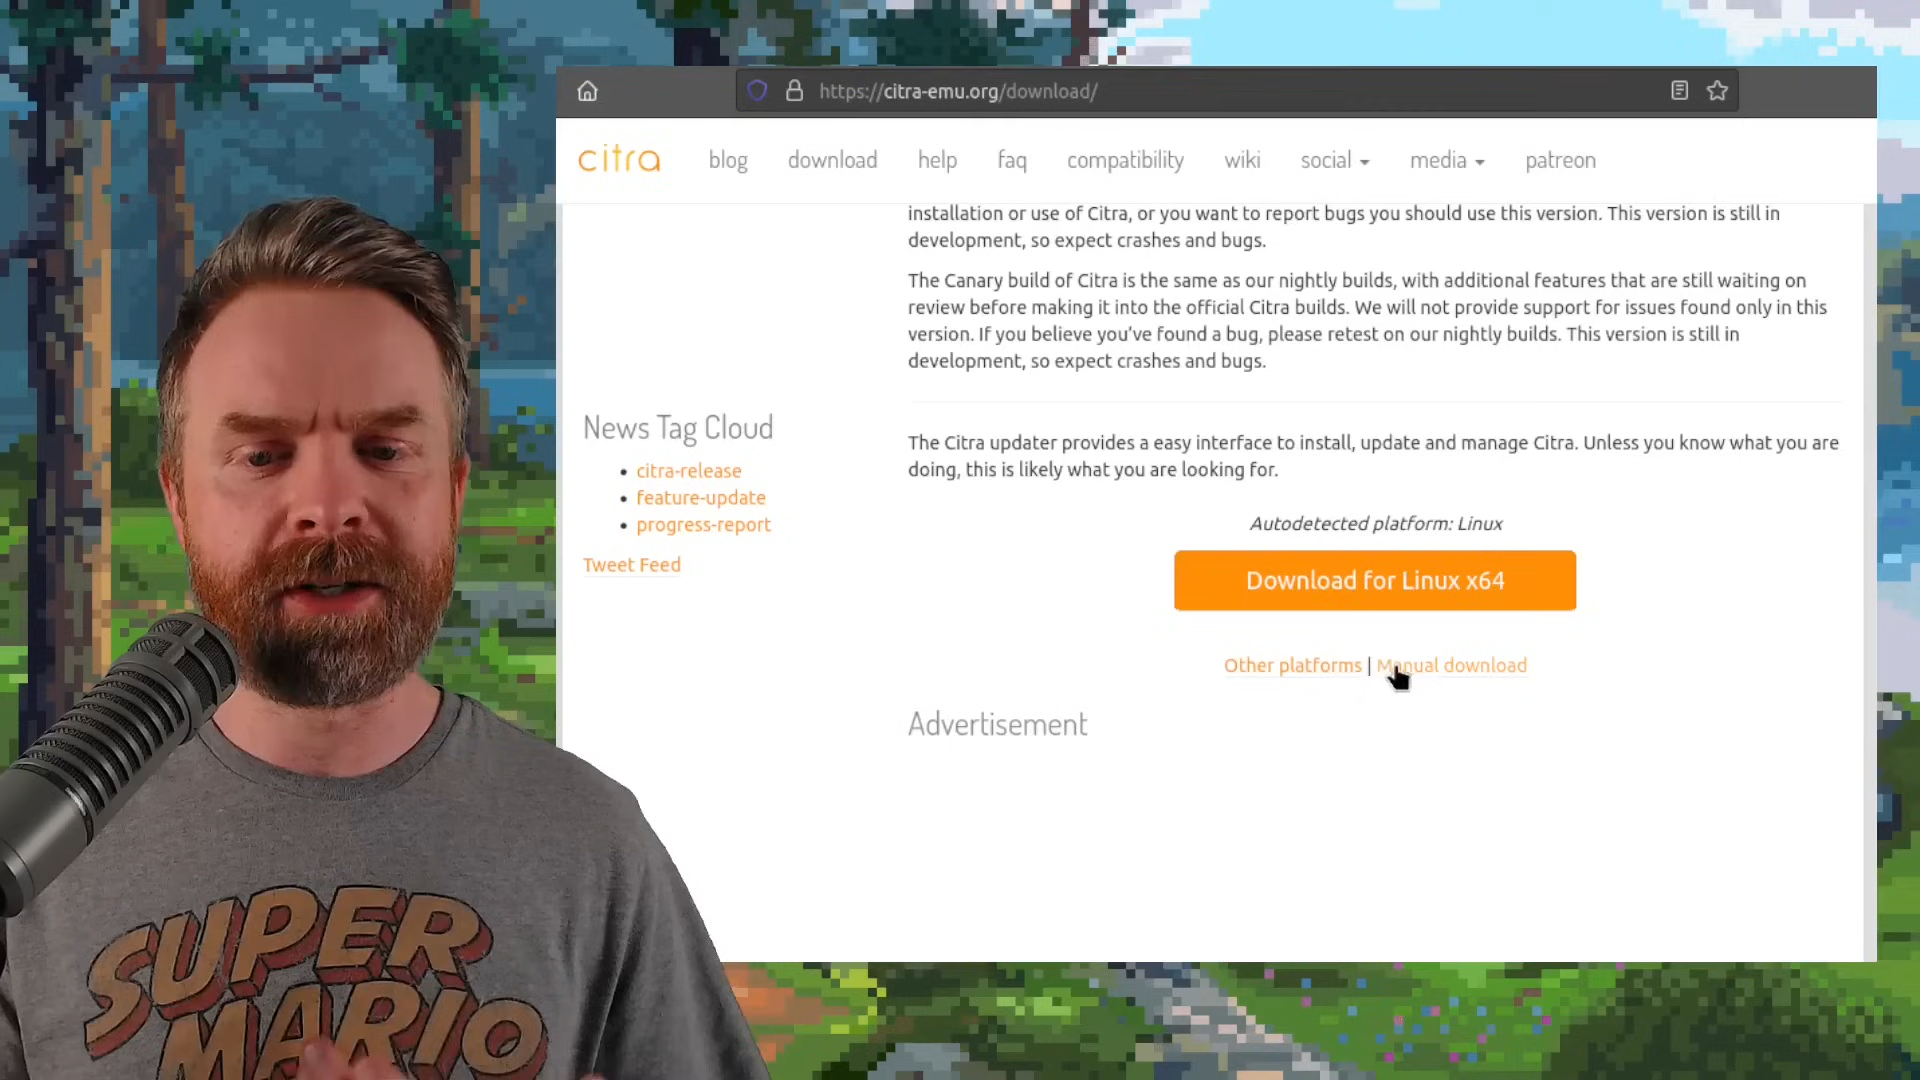 https://citra-emu.org/download/
citra blog download help faq compatibility wiki social media patreon
installation or use of Citra, or you want to report bugs you should use this version. This version is still in
development, so expect crashes and bugs.
The Canary build of Citra is the same as our nightly builds, with additional features that are still waiting on
review before making it into the official Citra builds. We will not provide support for issues found only in this
version. If you believe you've found a bug, please retest on our nightly builds. This version is still in
development, so expect crashes and bugs.
News Tag Cloud
citra-release
feature-update
progress-report
Tweet Feed
The Citra updater provides a easy interface to install, update and manage Citra. Unless you know what you are
doing, this is likely what you are looking for.
Autodetected platform: Linux
Download for Linux x64
Other platforms | Manual download
Advertisement
SUPER
MARIO